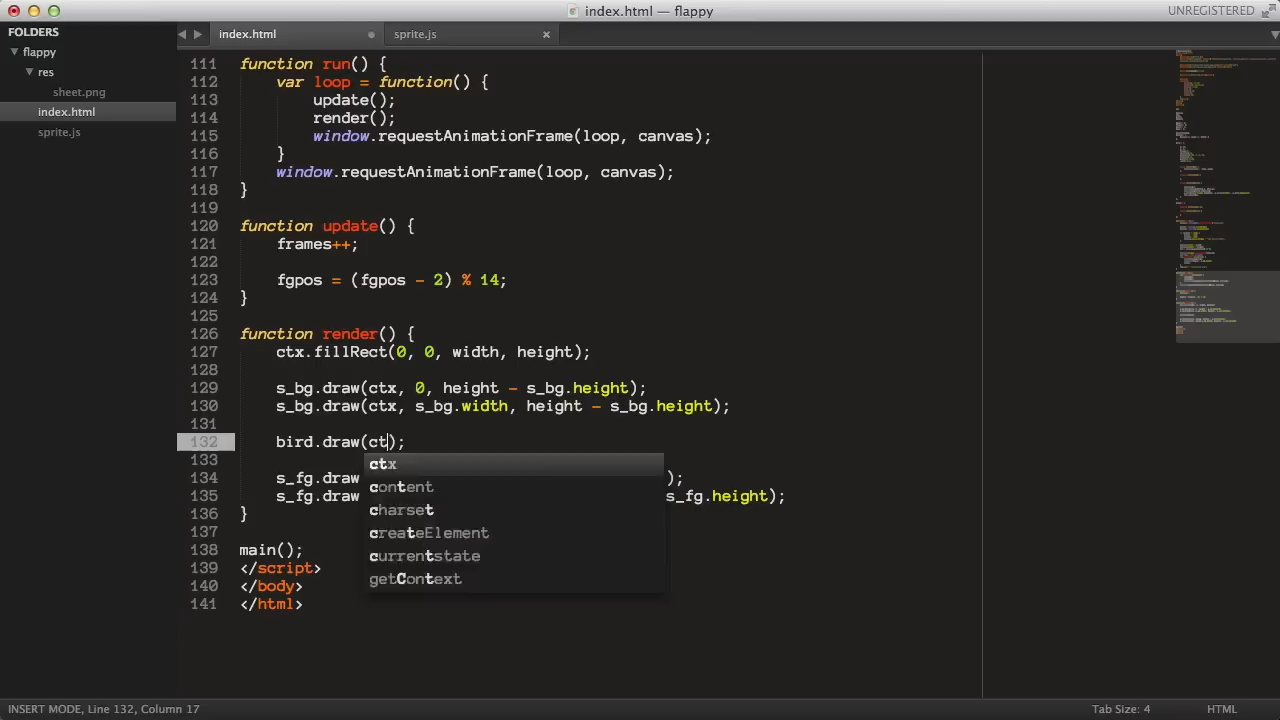 index.html — flappy
UNREGISTERED
FOLDERS
flappy
res
sheet.png
index.html
sprite.js
index.html
sprite.js
111 function run() {
112 var loop = function() {
113 update();
114 render();
115 window.requestAnimationFrame(loop, canvas);
116 }
117 window.requestAnimationFrame(loop, canvas);
118 }
119
120 function update() {
121 frames++;
122
123 fgpos = (fgpos - 2) % 14;
124 }
125
126 function render() {
127 ctx.fillRect(0, 0, width, height);
128
129 s_bg.draw(ctx, 0, height - s_bg.height);
130 s_bg.draw(ctx, s_bg.width, height - s_bg.height);
131
132 bird.draw(ct);
133
134 s_fg.draw );
135 s_fg.draw s_fg.height);
136 }
137
138 main();
139 </script>
140 </body>
141 </html>
ctx
content
charset
createElement
currentstate
getContext
INSERT MODE, Line 132, Column 17
Tab Size: 4
HTML